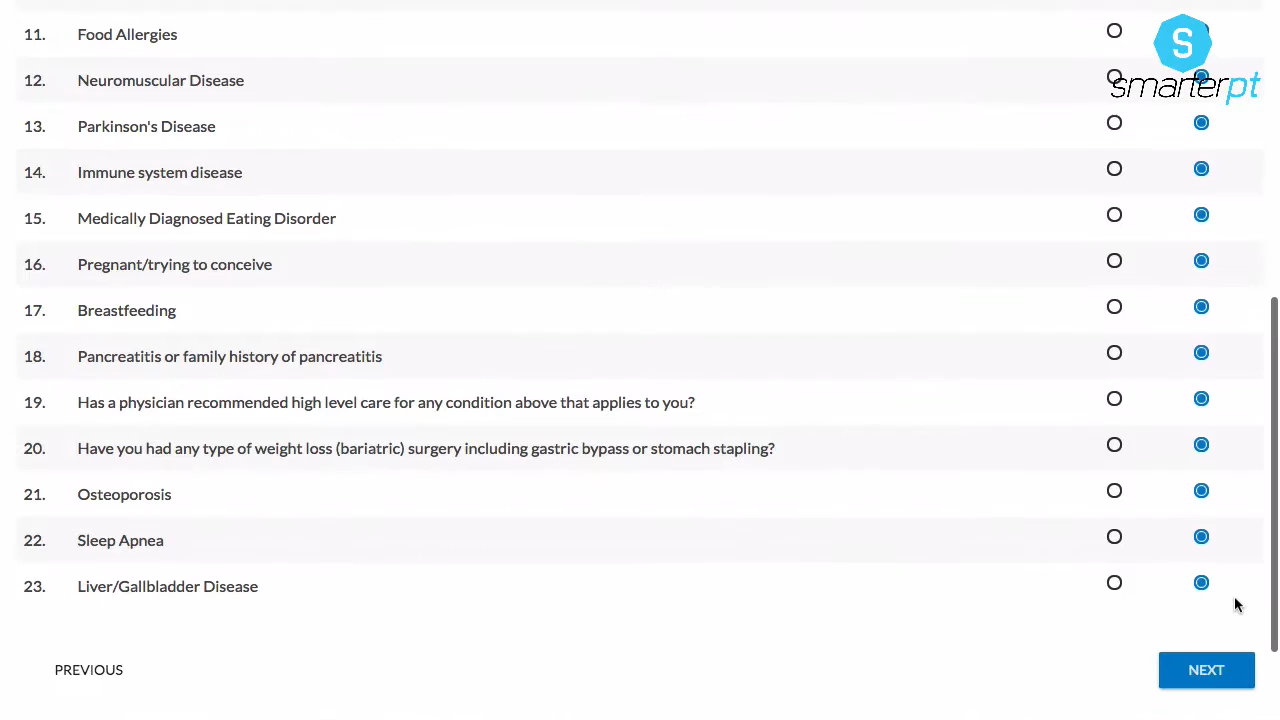 11. Food Allergies
S
12. Neuromuscular Disease
smarterpt
13. Parkinson's Disease
14. Immune system disease
15. Medically Diagnosed Eating Disorder
16. Pregnant/trying to conceive
17. Breastfeeding
18. Pancreatitis or family history of pancreatitis
19. Has a physician recommended high level care for any condition above that applies to you?
20. Have you had any type of weight loss (bariatric) surgery including gastric bypass or stomach stapling?
21. Osteoporosis
22. Sleep Apnea
23. Liver/Gallbladder Disease
PREVIOUS
NEXT